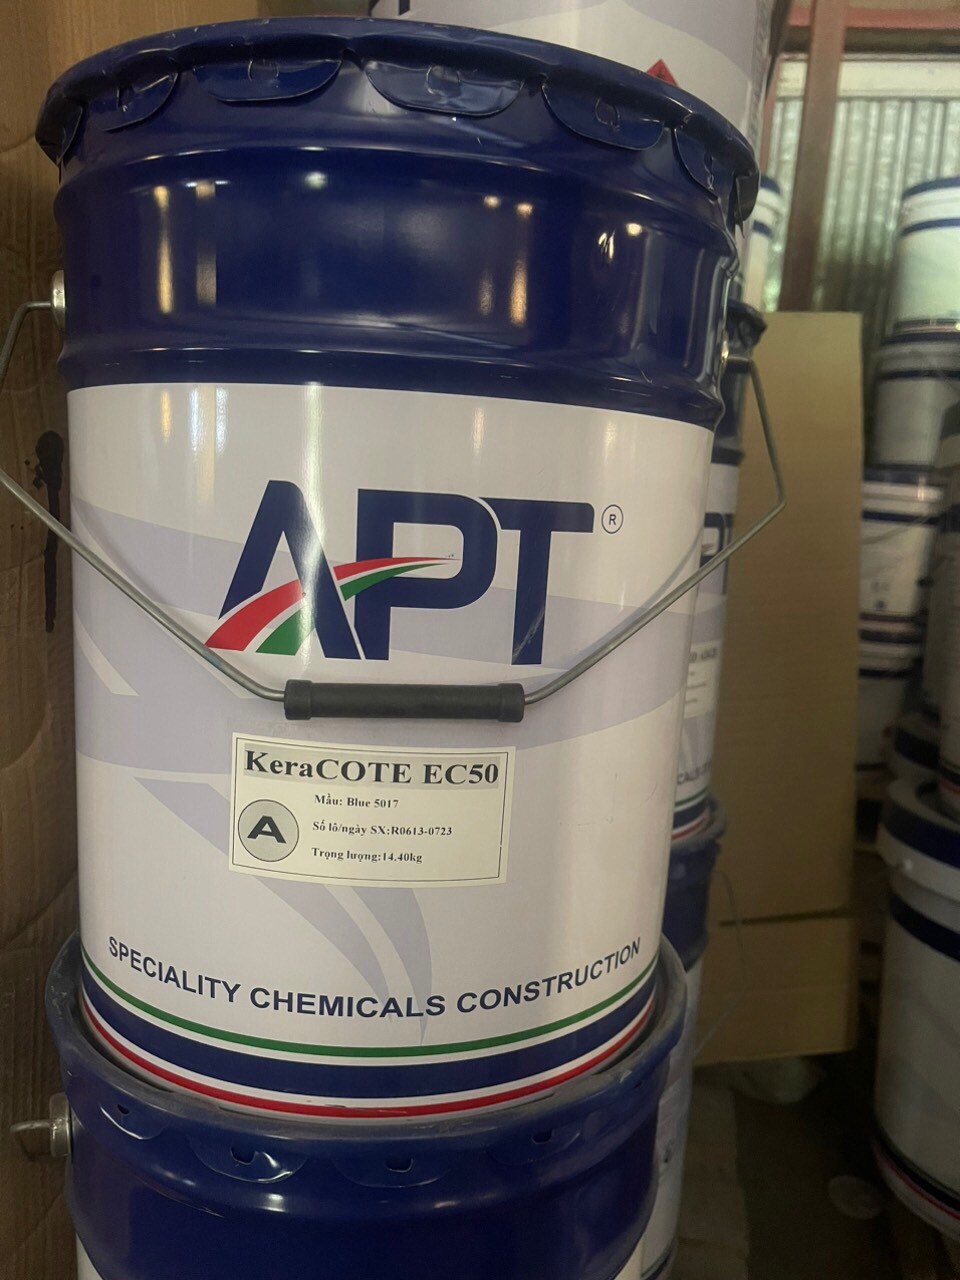 APT®
KeraCOTE EC50
Mầu: Blue 5017
A
Số lô/ngày SX:R0613-0723
Trọng lượng:14.40kg
SPECIALITY CHEMICALS CONSTRUCTION
PT